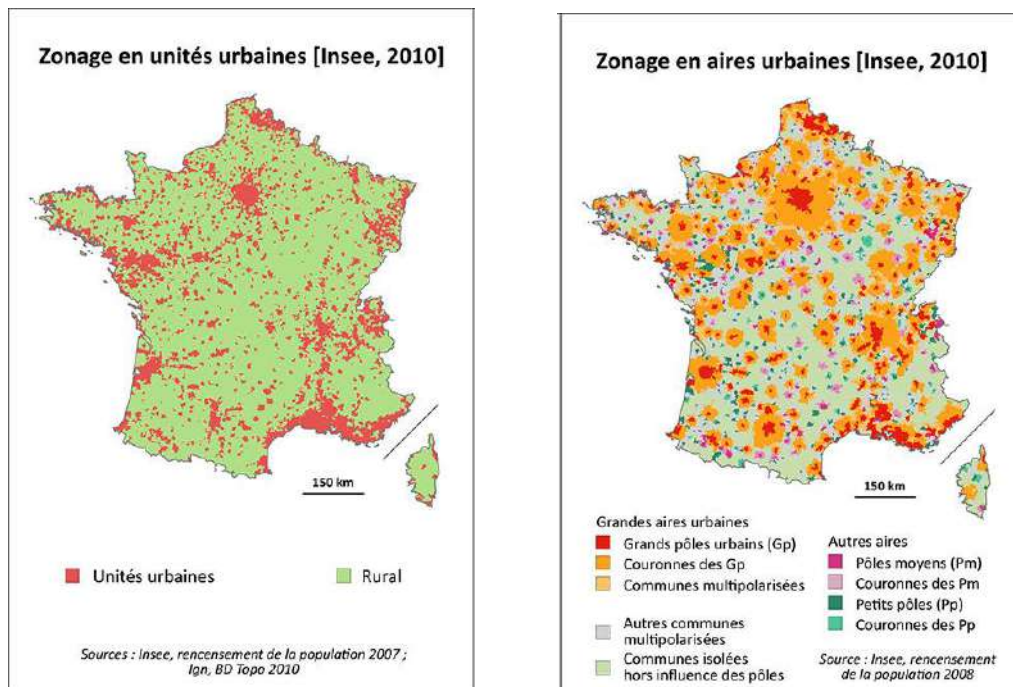 Zonage en unités urbaines [Insee, 2010]
150 km
Unités urbaines
Rural
Sources : Insee, rencensement de la population 2007 ;
Ign, BD Topo 2010
Zonage en aires urbaines [Insee, 2010]
150 km
Grandes aires urbaines
Grands pôles urbains (Gp)
Couronnes des Gp
Communes multipolarisées
Autres communes
multipolarisées
Communes isolées
hors influence des pôles
Autres aires
Pôles moyens (Pm)
Couronnes des Pm
Petits pôles (Pp)
Couronnes des Pp
Source : Insee, rencensement
de la population 2008